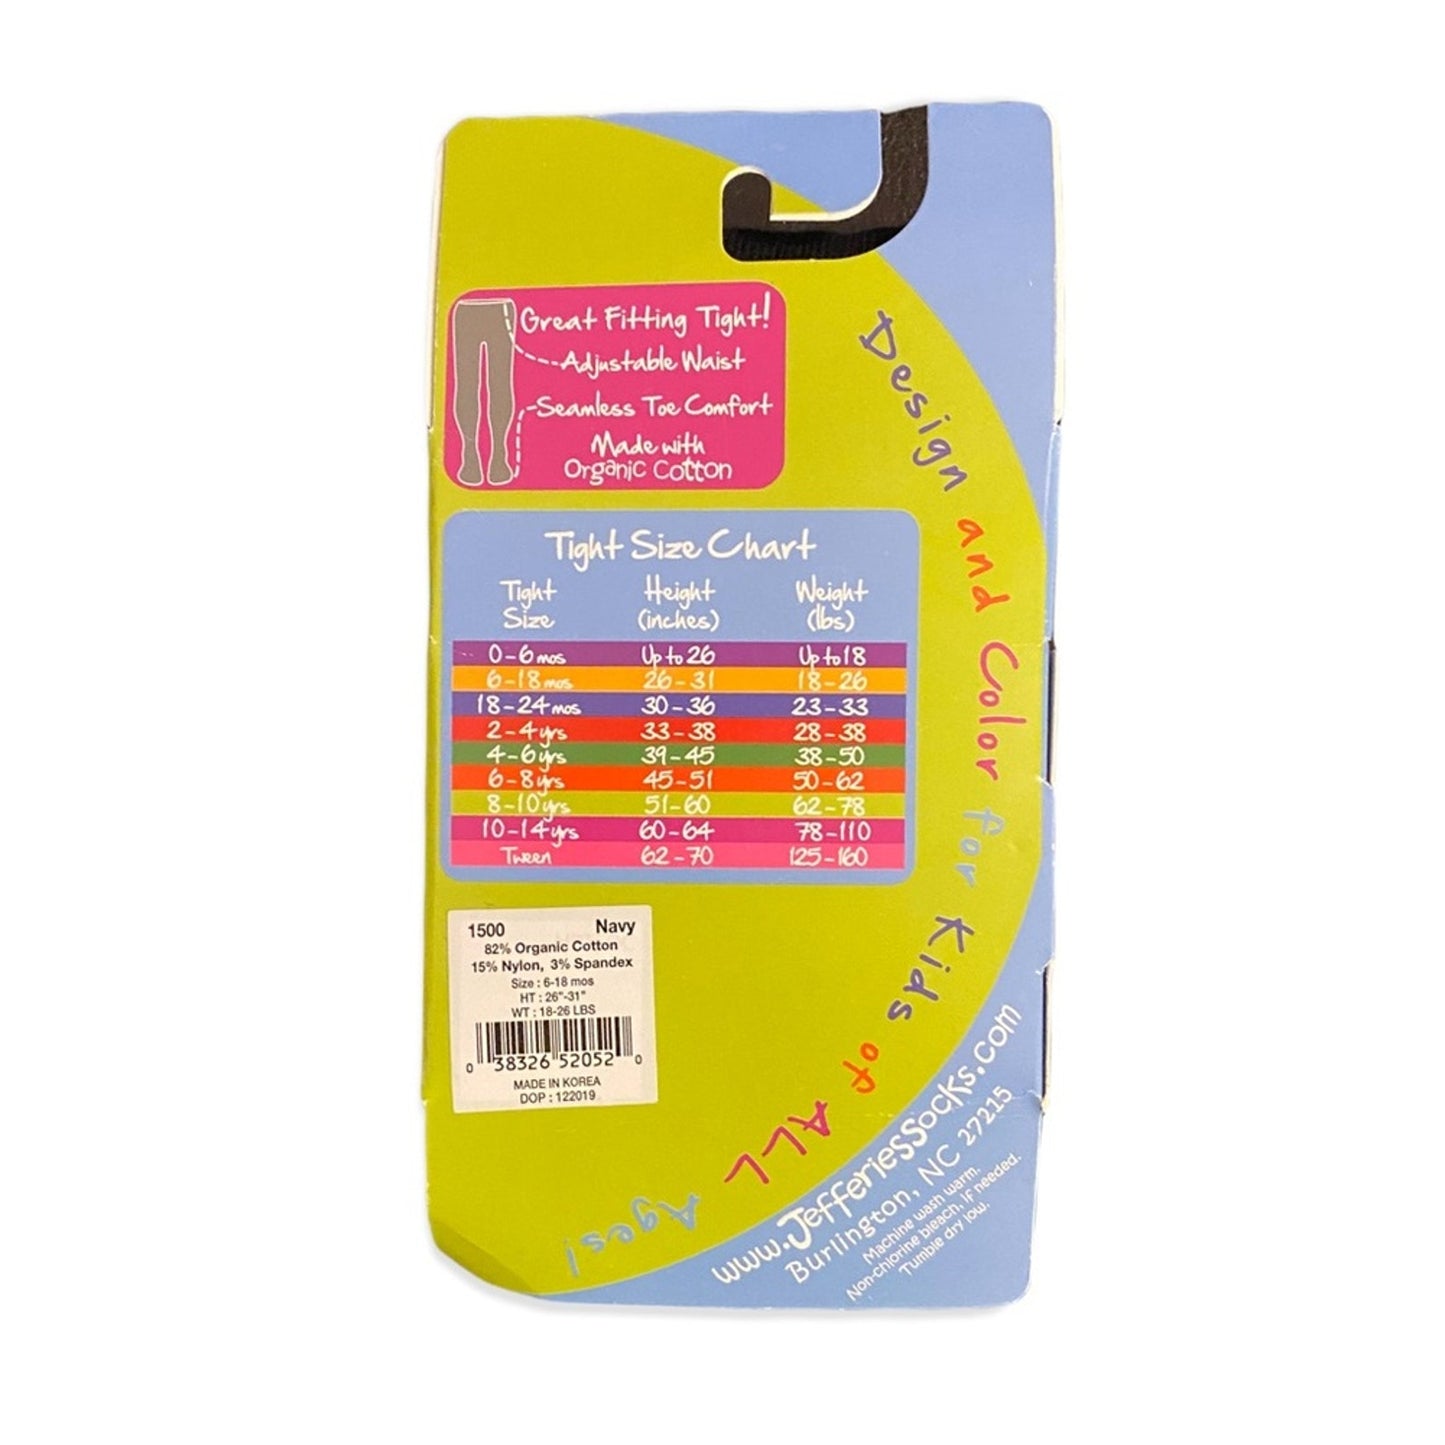 Great Fitting Tight!
Adjustable Waist
Seamless Toe Comfort
Made with
Organic Cotton
Tight Size Chart
Tight Size Height (inches) Weight (lbs)
0-6 mos Up to 26 Up to 18
6-18 mos 26-31 18-26
18-24 mos 30-36 23-33
2-4 yrs 33-38 28-38
4-6 yrs 39-45 38-50
6-8 yrs 45-51 50-62
8-10 yrs 51-60 62-78
10-14 yrs 60-64 78-110
Tween 62-70 125-160
1500 Navy
82% Organic Cotton
15% Nylon, 3% Spandex
Size : 6-18 mos
HT : 26"-31"
WT : 18-26 LBS
0 38326 52052 0
MADE IN KOREA
DOP : 122019
Design and Color for Kids of ALL Ages!
www.JefferiesSocks.com
Burlington, NC 27215
Machine wash warm.
Non-chlorine bleach, if needed.
Tumble dry low.